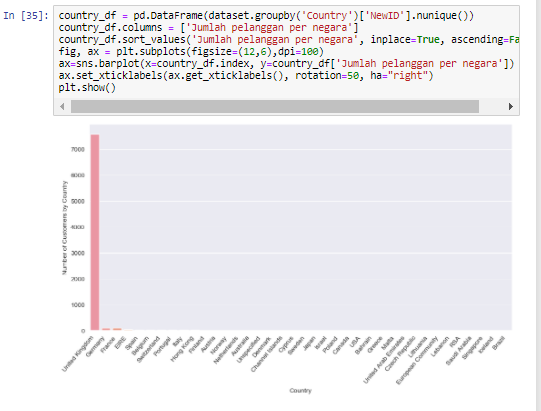 In [35]:
country_df = pd.DataFrame(dataset.groupby('Country')['NewID'].nunique())
country_df.columns = ['Jumlah pelanggan per negara']
country_df.sort_values('Jumlah pelanggan per negara', inplace=True, ascending=Fa
fig, ax = plt.subplots(figsize=(12,6),dpi=100)
ax=sns.barplot(x=country_df.index, y=country_df['Jumlah pelanggan per negara'])
ax.set_xticklabels(ax.get_xticklabels(), rotation=50, ha="right")
plt.show()
7000
6000
5000
4000
3000
2000
1000
0
Number of Customers by Country
United Kingdom
Germany
France
EIRE
Spain
Belgium
Switzerland
Portugal
Italy
Hong Kong
Finland
Austria
Norway
Netherlands
Australia
Unspecified
Denmark
Channel Islands
Cyprus
Sweden
Japan
Israel
Poland
Canada
USA
Bahrain
Greece
Malta
United Arab Emirates
Czech Republic
Lithuania
European Community
Lebanon
RSA
Saudi Arabia
Singapore
Iceland
Brazil
Country